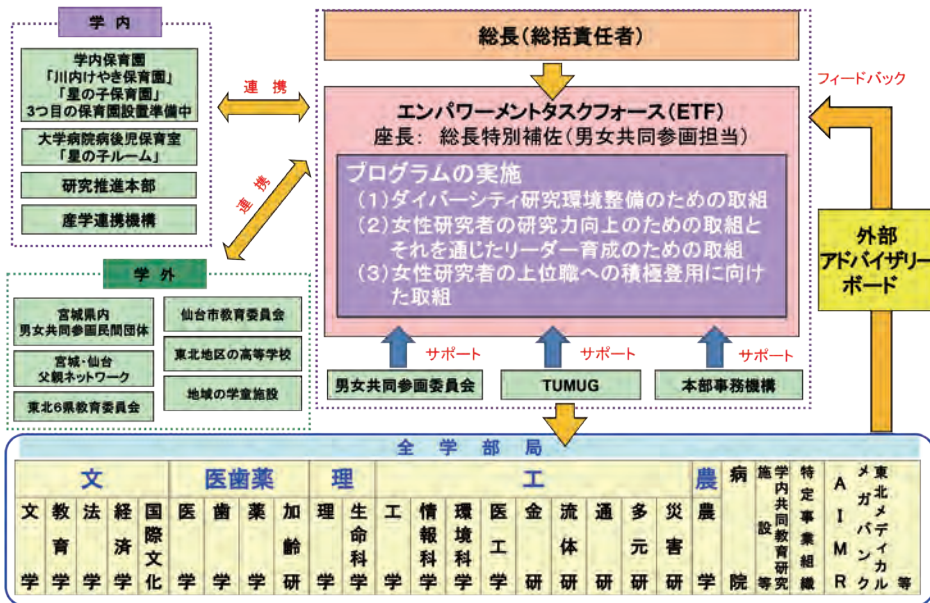 学内
学内保育園
「川内けやき保育園」
「星の子保育園」
3つ目の保育園設置準備中
大学病院病後児保育室
「星の子ルーム」
研究推進本部
産学連携機構
連携
連携
学外
宮城県内
男女共同参画民間団体
宮城・仙台
父親ネットワーク
東北6県教育委員会
仙台市教育委員会
東北地区の高等学校
地域の学童施設
総長(総括責任者)
エンパワーメントタスクフォース(ETF)
座長: 総長特別補佐(男女共同参画担当)
プログラムの実施
(1)ダイバーシティ研究環境整備のための取組
(2)女性研究者の研究力向上のための取組と
それを通じたリーダー育成のための取組
(3)女性研究者の上位職への積極登用に向け
た取組
サポート
サポート
サポート
男女共同参画委員会
TUMUG
本部事務機構
フィードバック
外部
アドバイザリー
ボード
全学部局
文
医歯薬
理
工
農
文学
教育学
法学
経済学
国際文化
医学
歯学
薬学
加齢研
理学
生命科学
工学
情報科学
環境科学
医工学
金研
流体研
通研
多元研
災害研
農学
病院
学内共同教育研究
施設等
特定事業組織
AIMR
東北メディカル
メガバンク
等